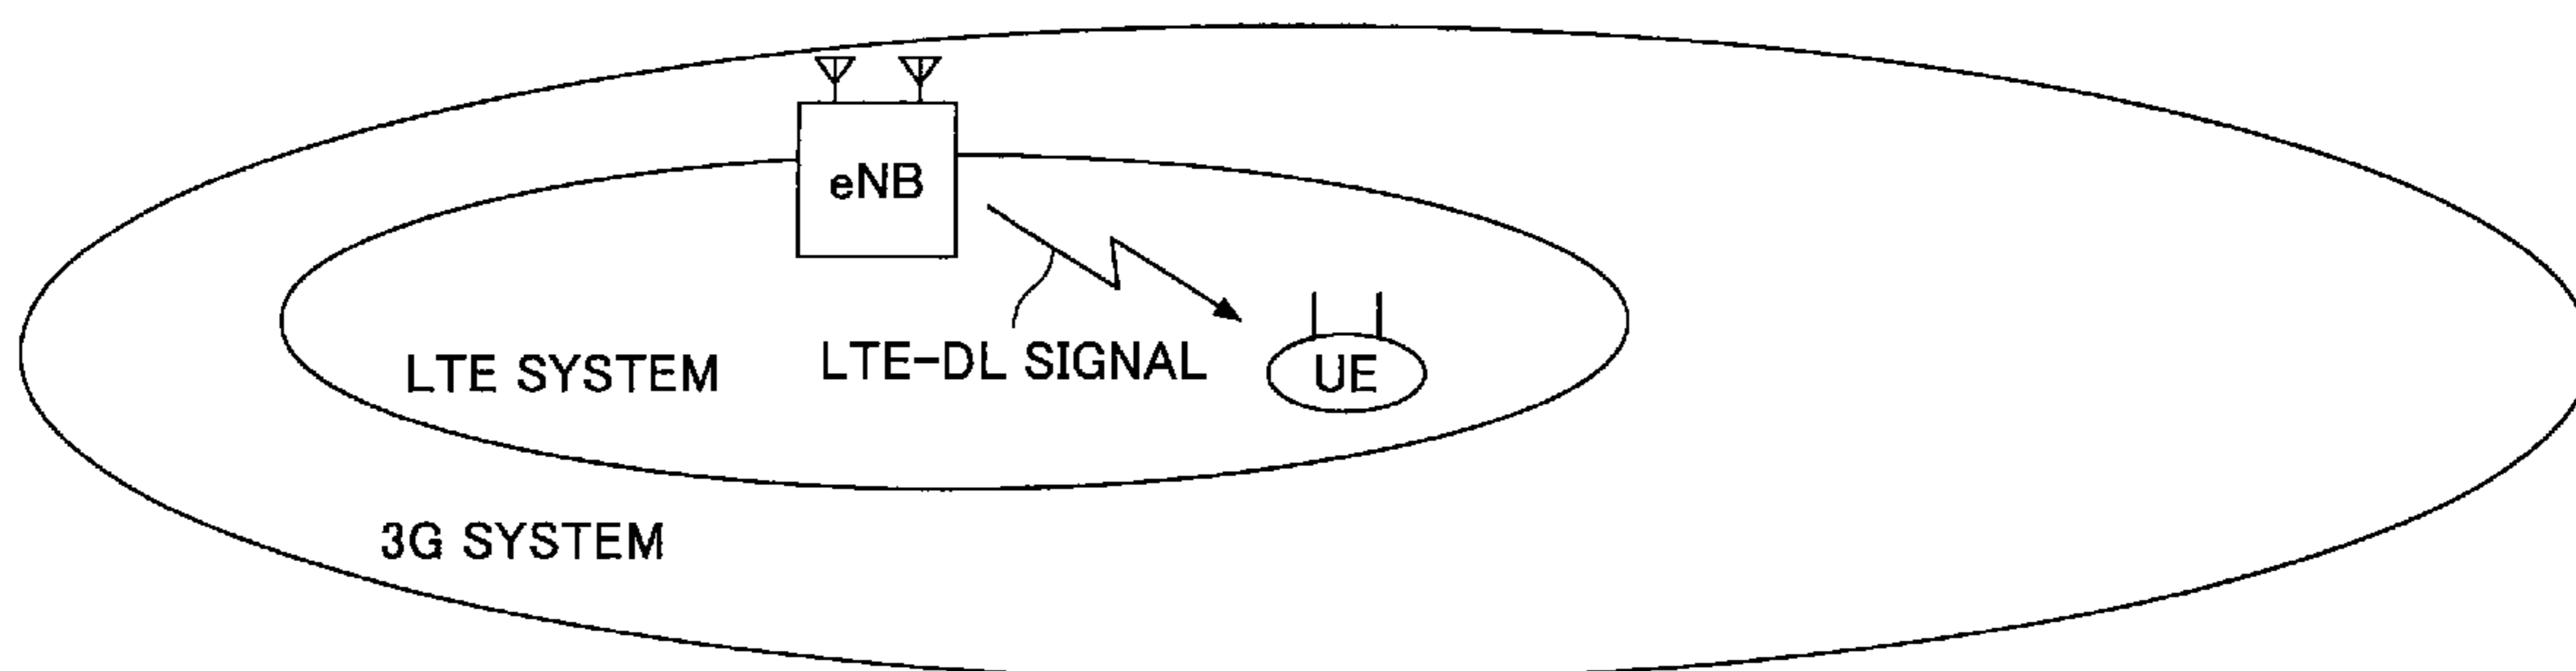 eNB
LTE SYSTEM
LTE-DL SIGNAL
UE
3G SYSTEM